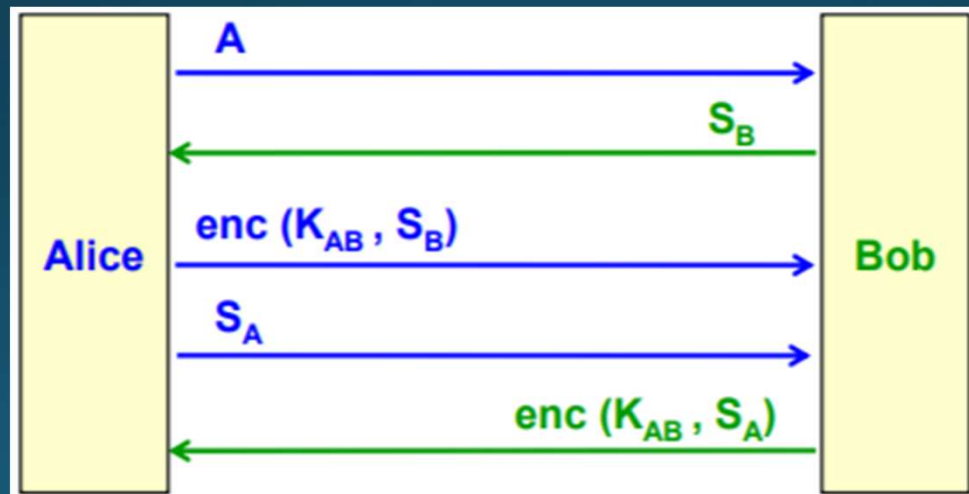 A
S_B
enc (K_AB , S_B)
Alice
Bob
S_A
enc (K_AB , S_A)